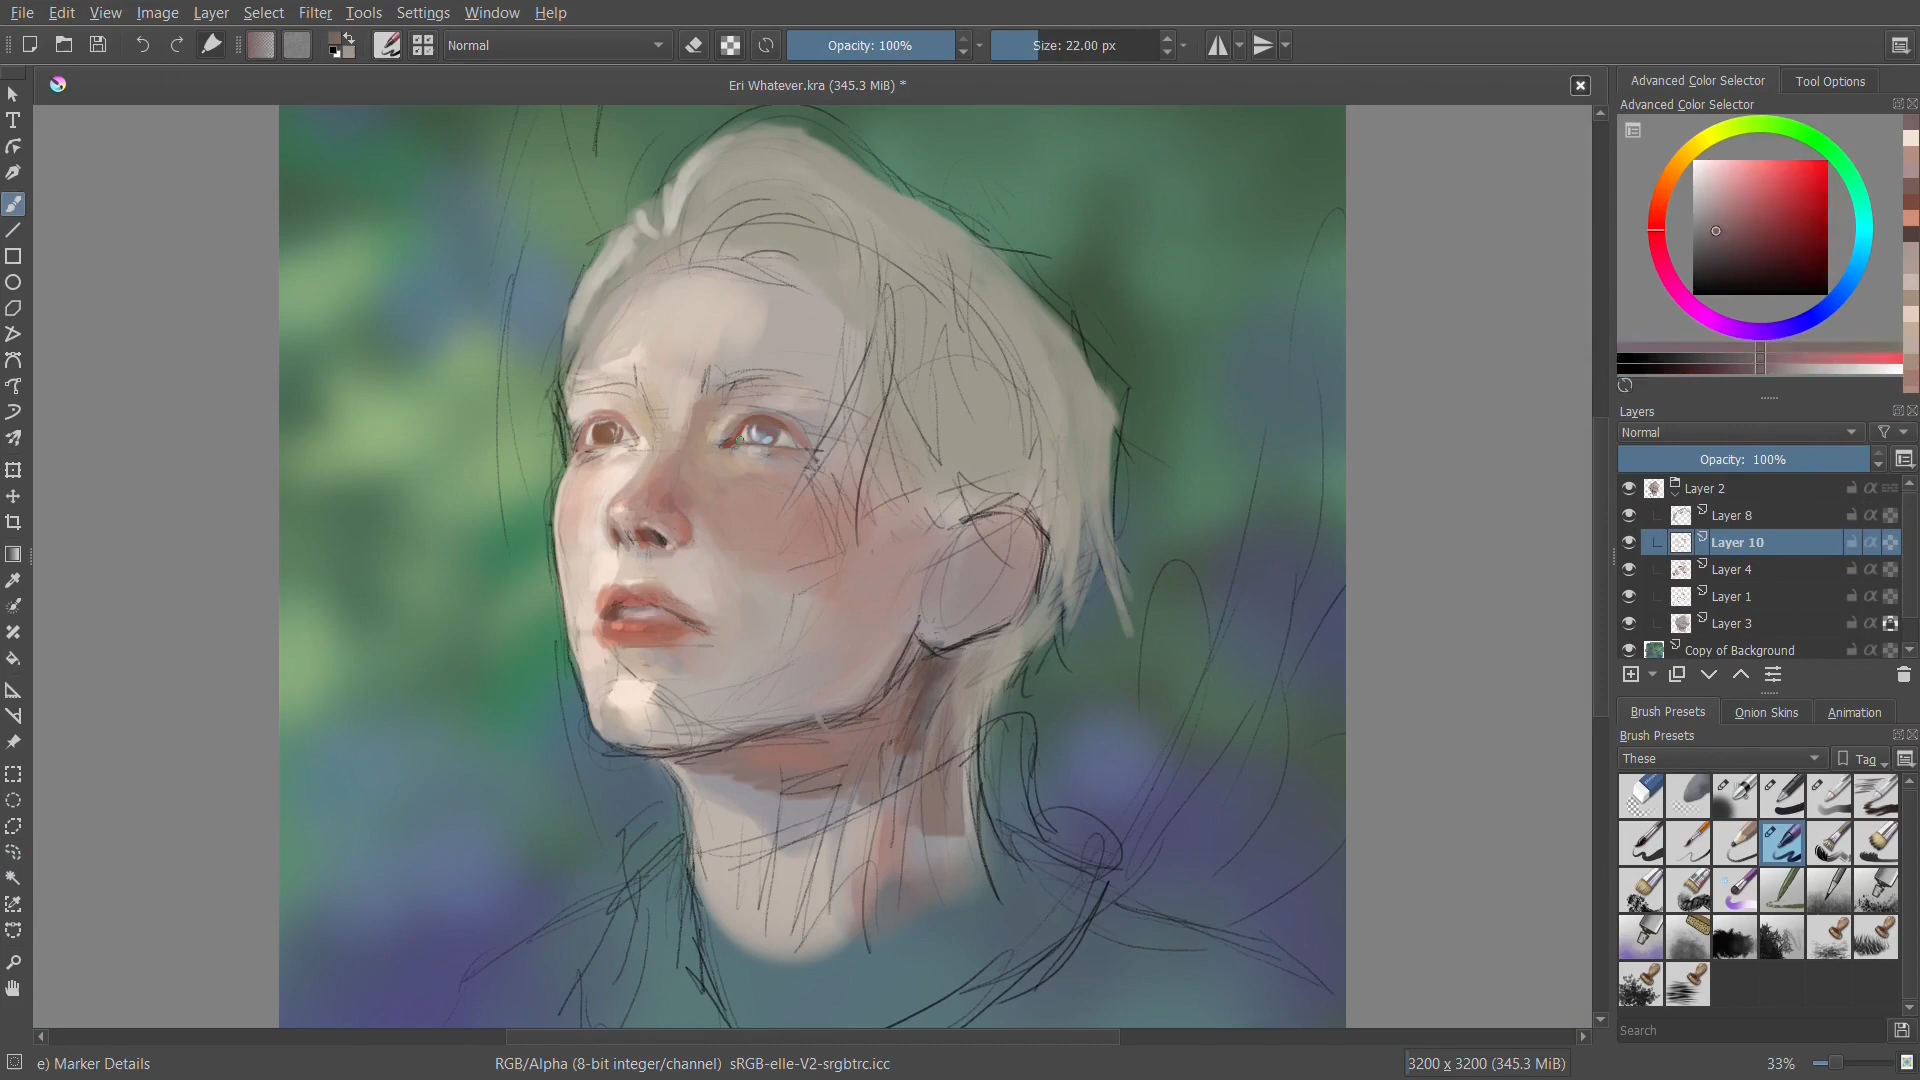 File Edit View Image Layer Select Filter Tools Settings Window Help
Normal Opacity: 100% Size: 22.00 px
Eri Whatever.kra (345.3 MiB) *
Advanced Color Selector Tool Options
Advanced Color Selector
Layers
Normal
Opacity: 100%
Layer 2
Layer 8
Layer 10
Layer 4
Layer 1
Layer 3
Copy of Background
Brush Presets Onion Skins Animation
Brush Presets
These Tag
Search
e) Marker Details RGB/Alpha (8-bit integer/channel) sRGB-elle-V2-srgbtrc.icc 3200 x 3200 (345.3 MiB) 33%